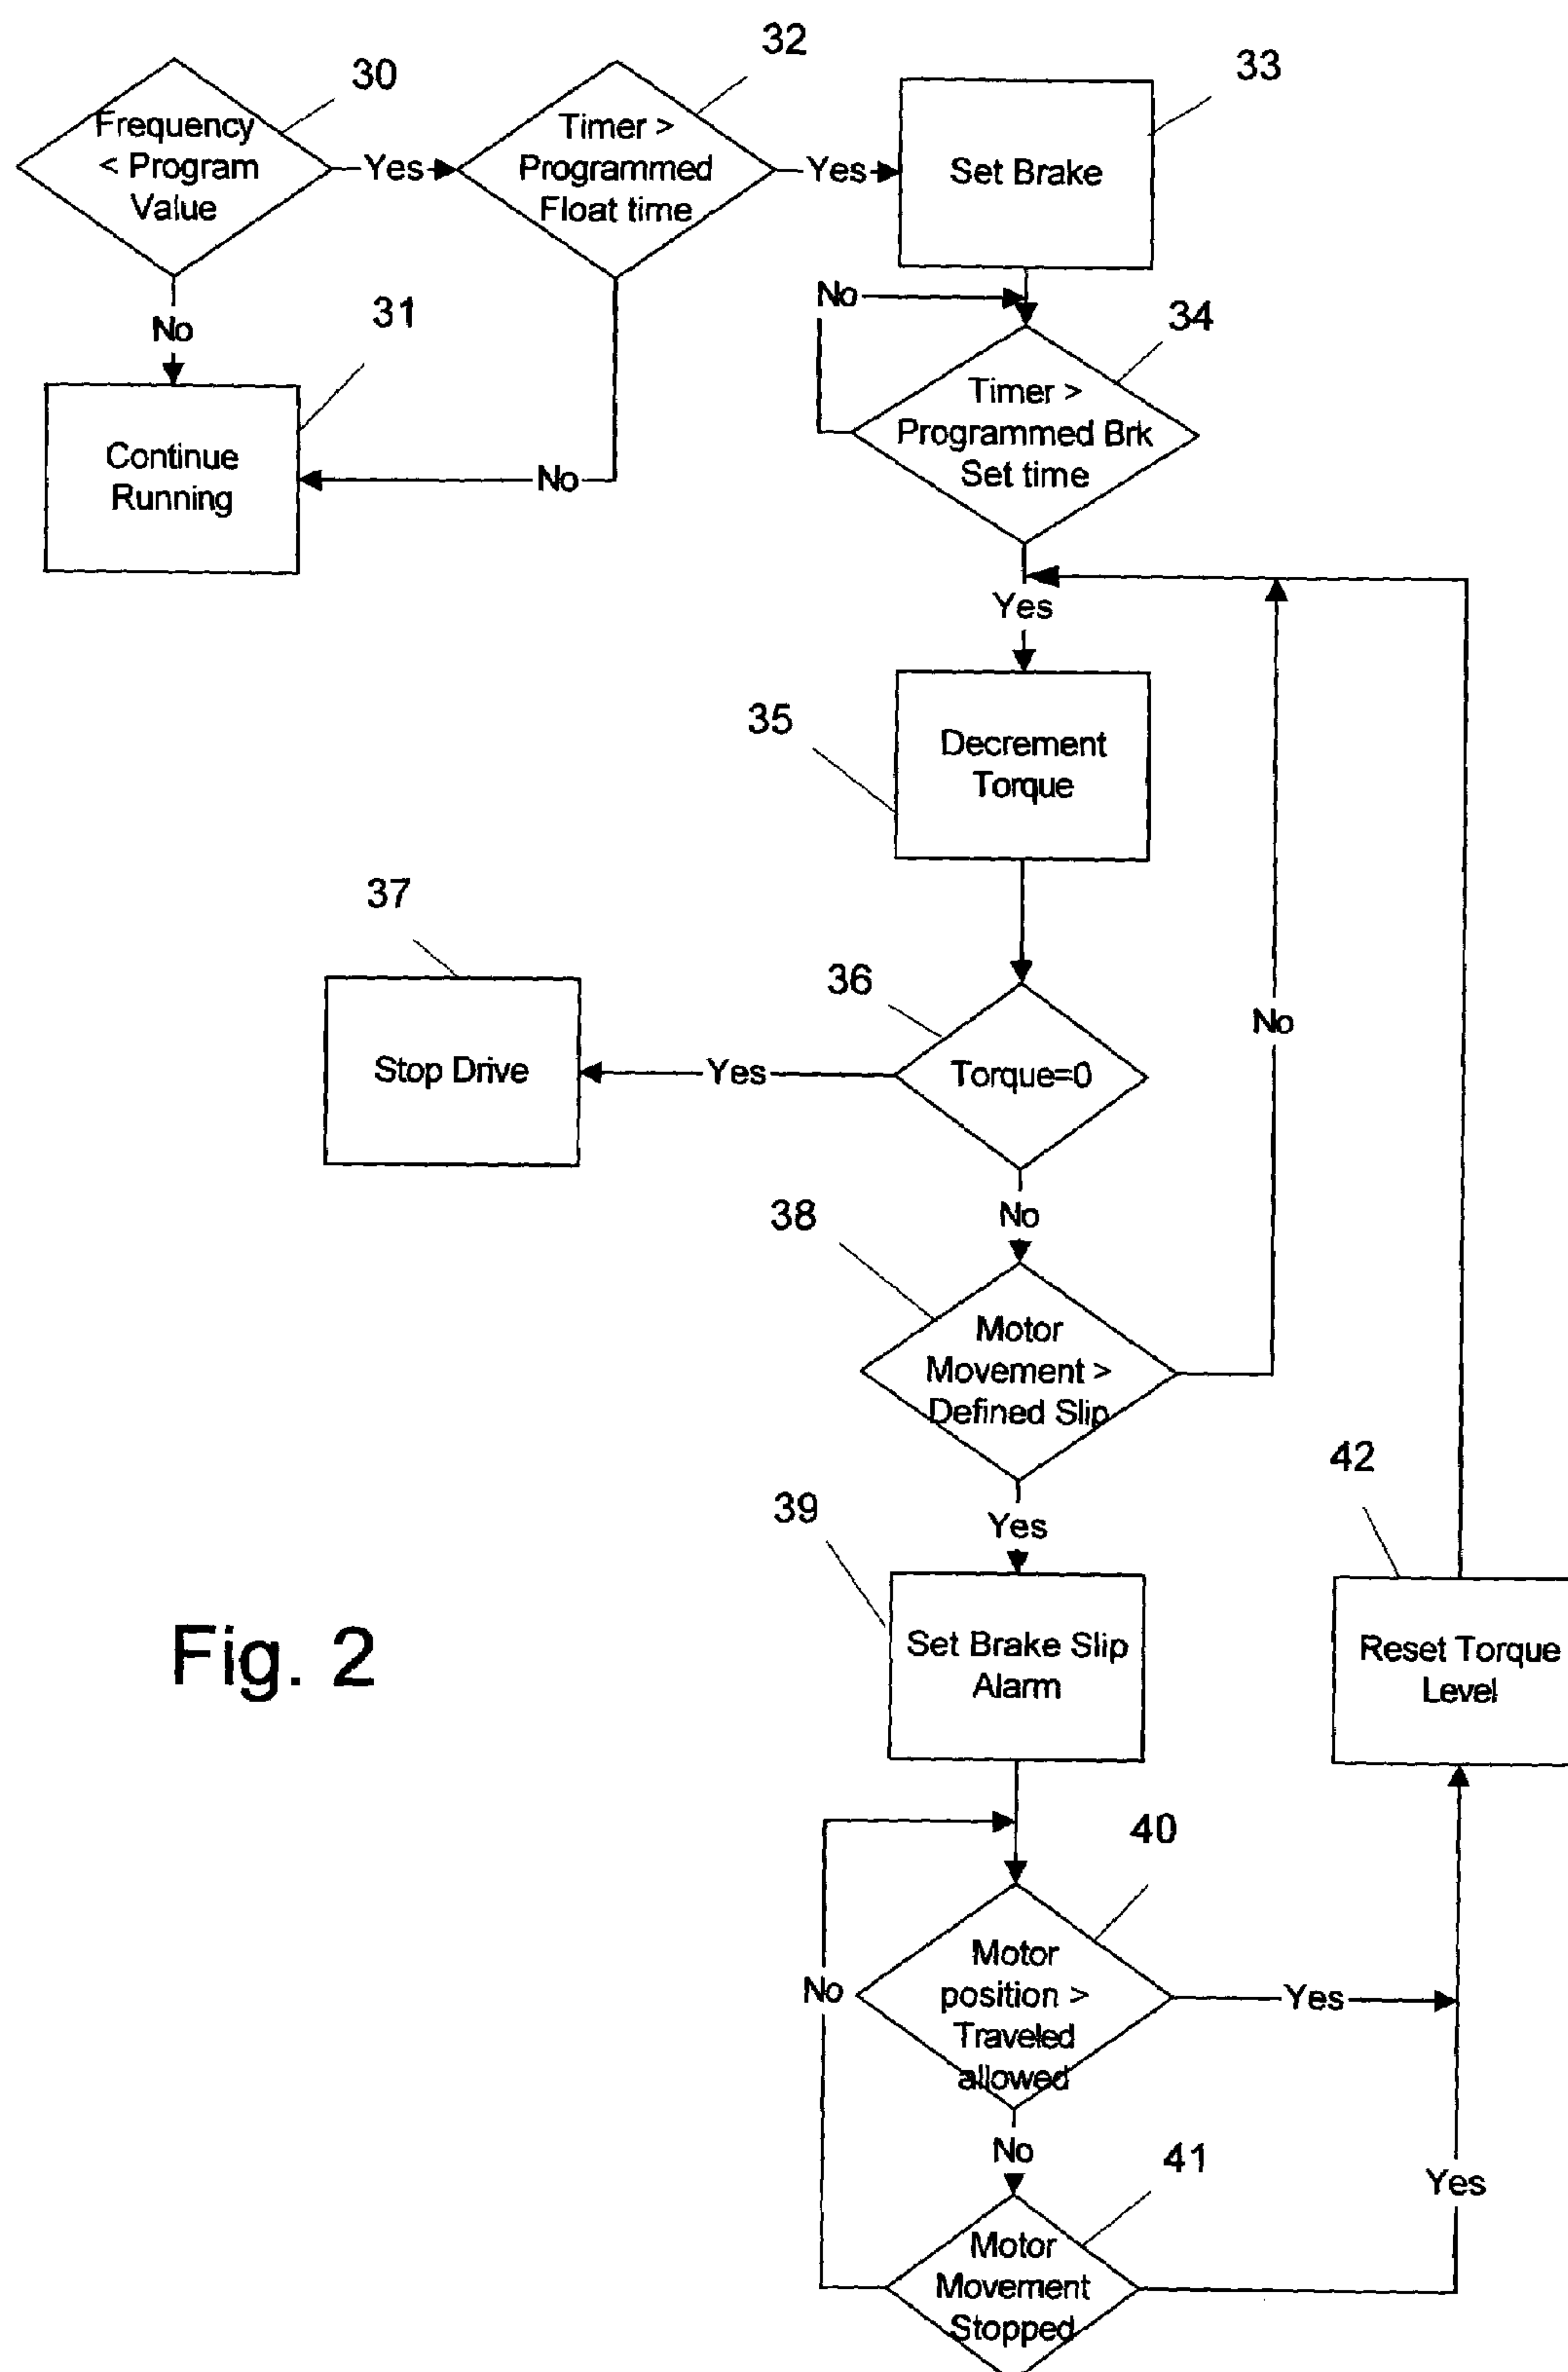 30
Frequency
< Program
Value
Yes
No
32
Timer >
Programmed
Float time
Yes
No
33
Set Brake
31
Continue
Running
No
34
Timer >
Programmed Brk
Set time
Yes
35
Decrement
Torque
36
Torque=0
Yes
37
Stop Drive
No
38
Motor
Movement >
Defined Slip
No
Yes
39
Set Brake Slip
Alarm
42
Reset Torque
Level
Fig. 2
40
Motor
position >
Traveled
allowed
Yes
No
No
41
Motor
Movement
Stopped
Yes